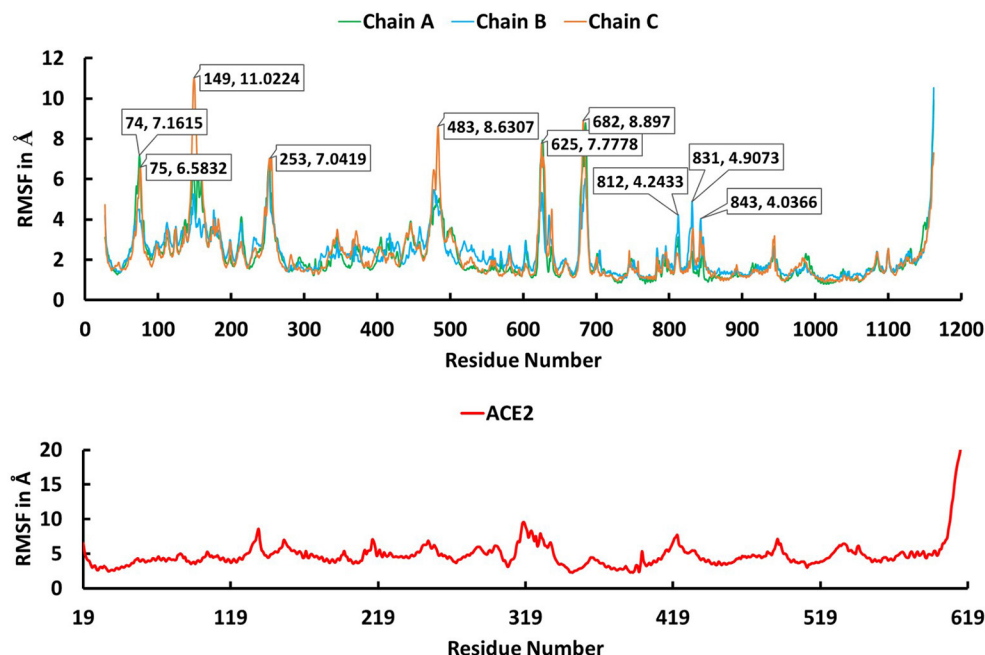 Chain A Chain B Chain C
12
10
8
6
4
2
0
RMSF in Å
149, 11.0224
74, 7.1615
75, 6.5832
253, 7.0419
483, 8.6307
682, 8.897
625, 7.7778
831, 4.9073
812, 4.2433
843, 4.0366
0 100 200 300 400 500 600 700 800 900 1000 1100 1200
Residue Number
ACE2
20
15
10
5
0
RMSF in Å
19 119 219 319 419 519 619
Residue Number